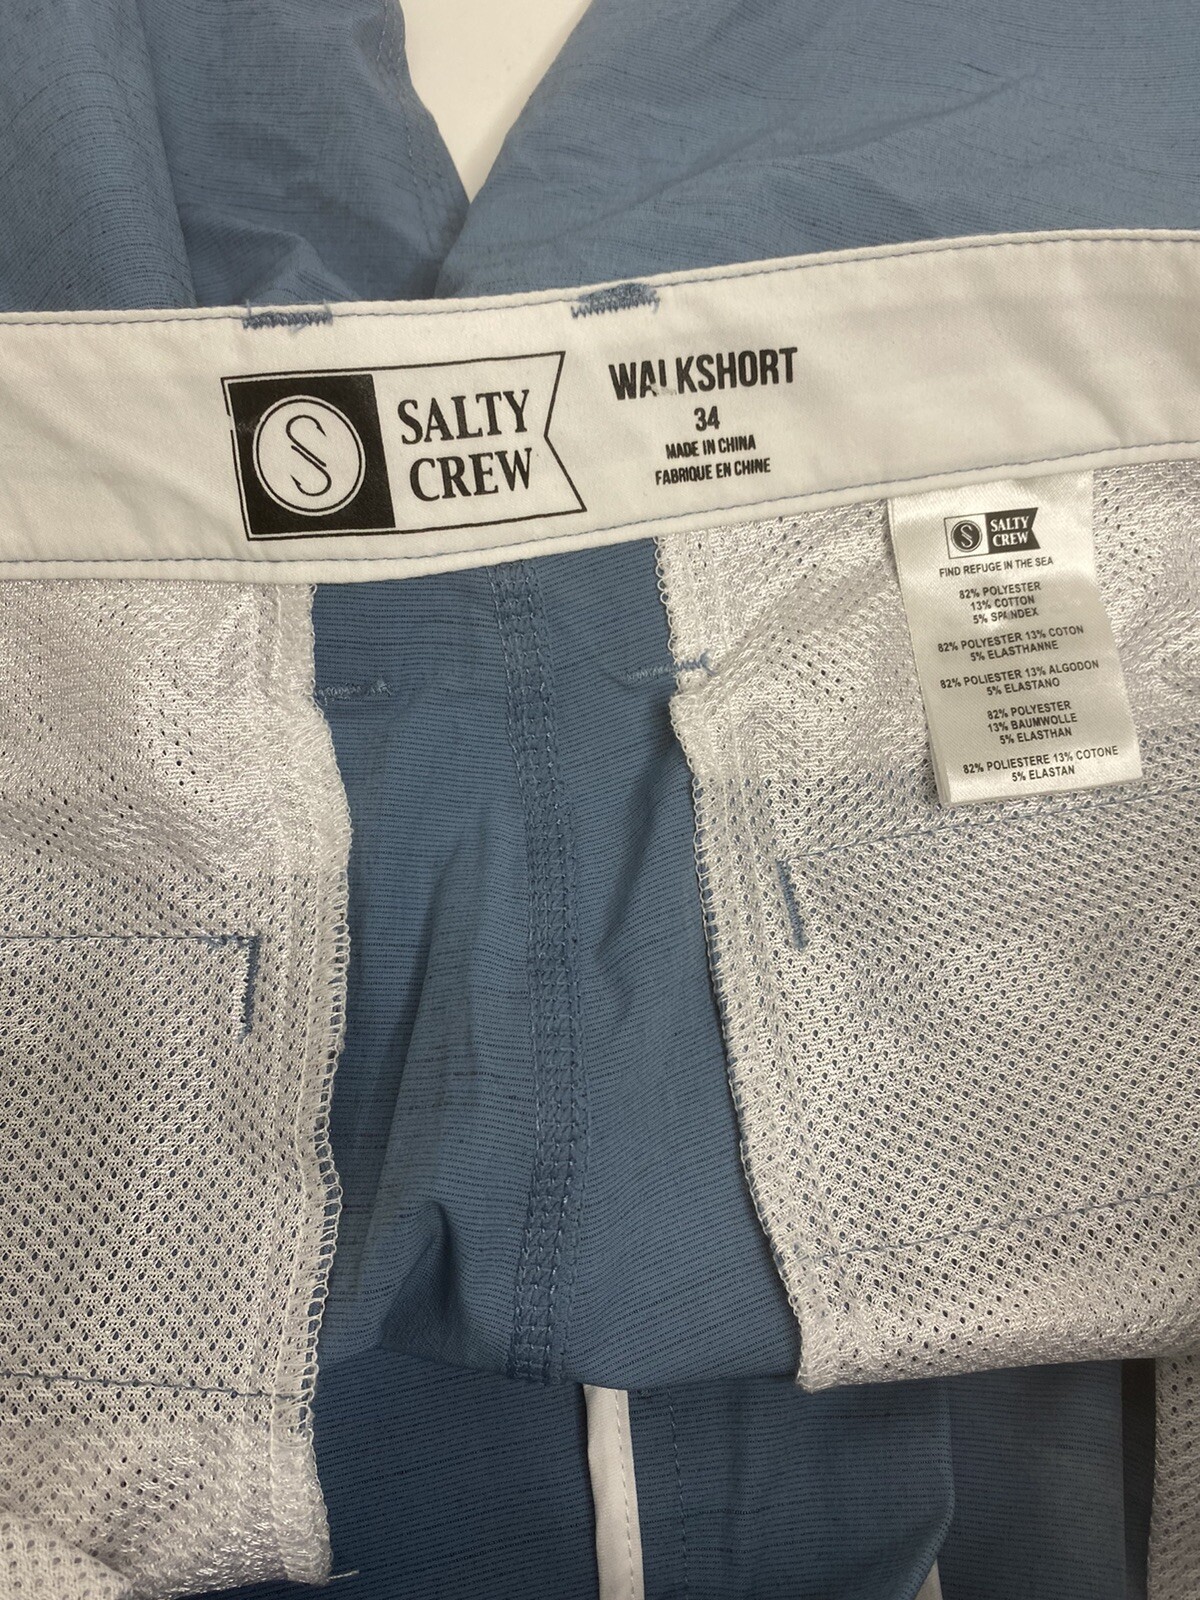 SALTY
CREW
WALKSHORT
34
MADE IN CHINA
FABRIQUE EN CHINE
SALTY
CREW
FIND REFUGE IN THE SEA
82% POLYESTER
13% COTTON
5% SPANDEX
82% POLYESTER 13% COTON
5% ELASTHANNE
82% POLIESTER 13% ALGODON
5% ELASTANO
82% POLYESTER
13% BAUMWOLLE
5% ELASTHAN
82% POLIESTERE 13% COTONE
5% ELASTAN